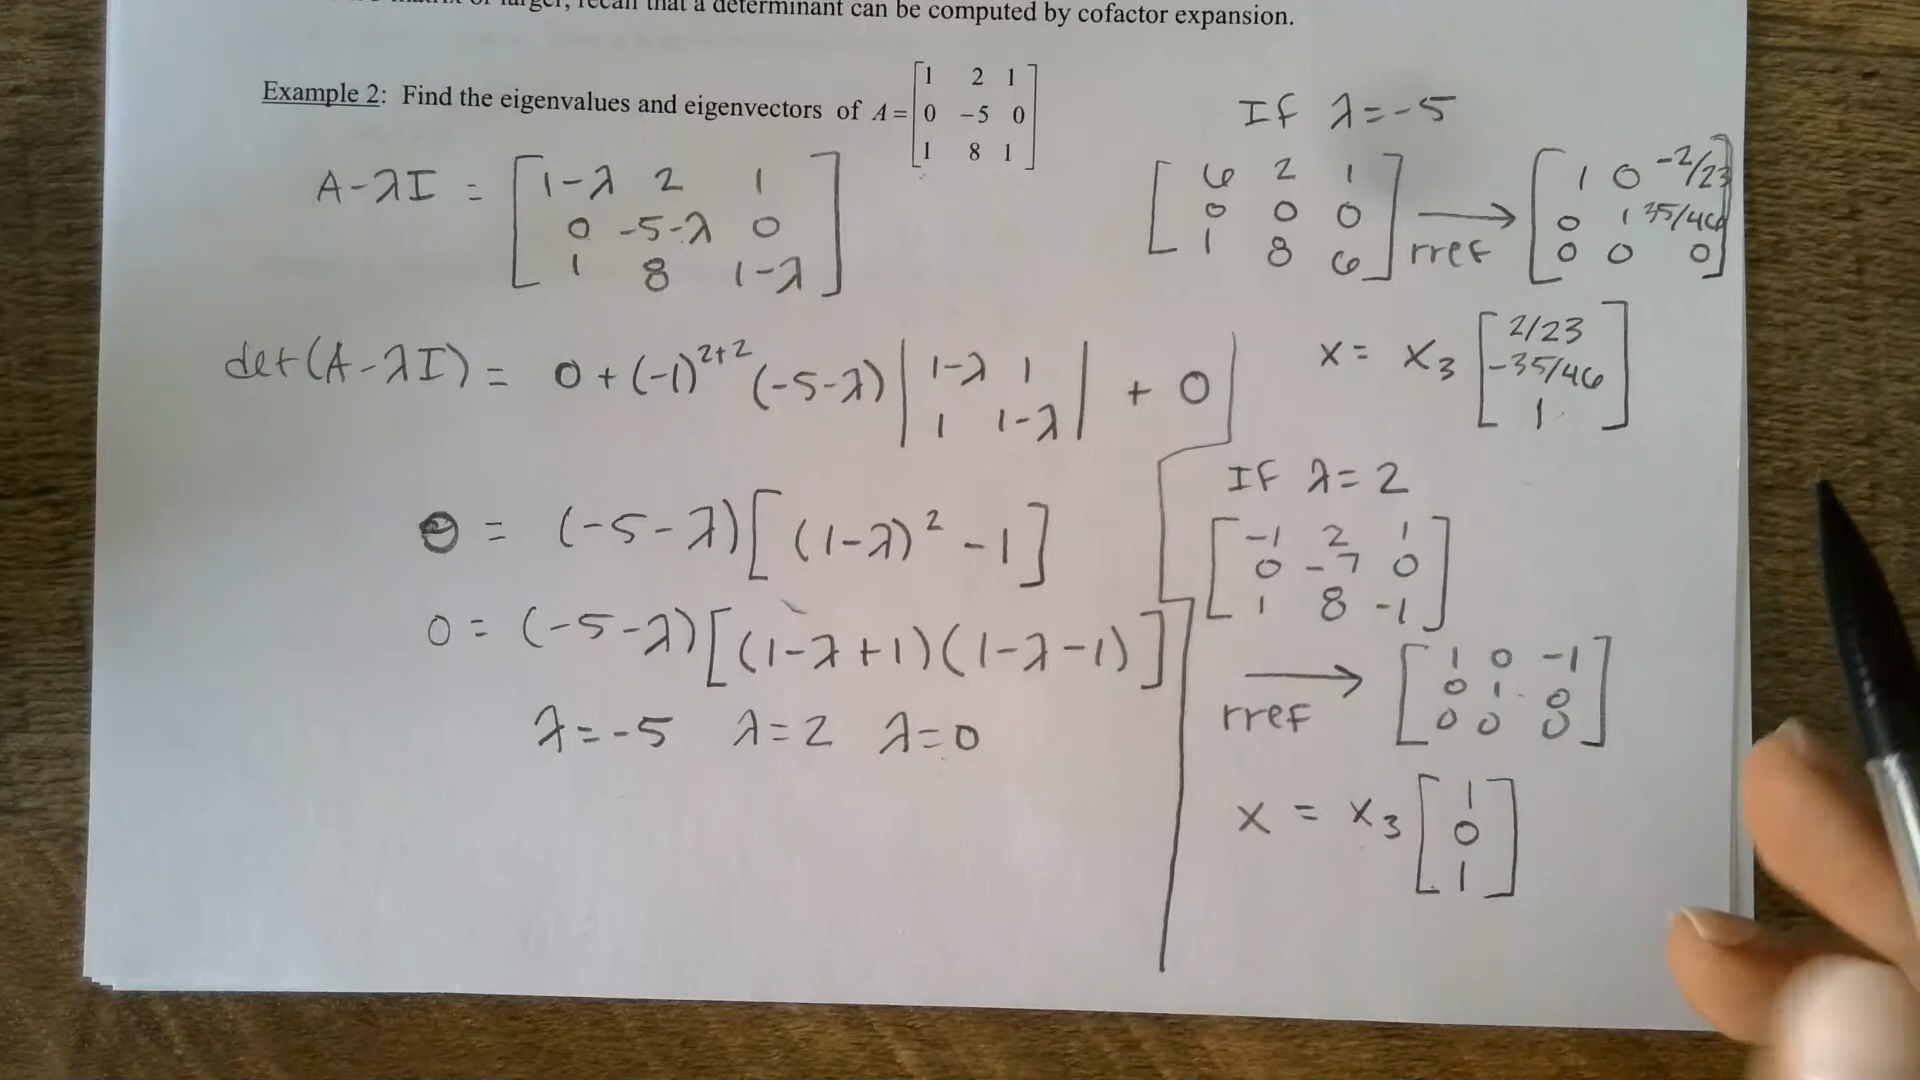 larger, recall that a determinant can be computed by cofactor expansion.
Example 2: Find the eigenvalues and eigenvectors of A = [1 2 1
0 −5 0
1 8 1]
A-λI = [1-λ 2 1
0 -5-λ 0
1 8 1-λ]
det(A-λI) = 0 + (-1)^2+2 (-5-λ) |1-λ 1
1 1-λ| + 0
0 = (-5-λ)[(1-λ)^2 -1]
0 = (-5-λ)[(1-λ+1)(1-λ-1)]
λ=-5 λ=2 λ=0
If λ=-5
[6 2 1
0 0 0
1 8 6] → rref [1 0 -2/23
0 1 35/46
0 0 0]
x = x3 [2/23
-35/46
1]
If λ=2
[-1 2 1
0 -7 0
1 8 -1]
→ rref [1 0 -1
0 1 0
0 0 0]
x = x3 [1
0
1]